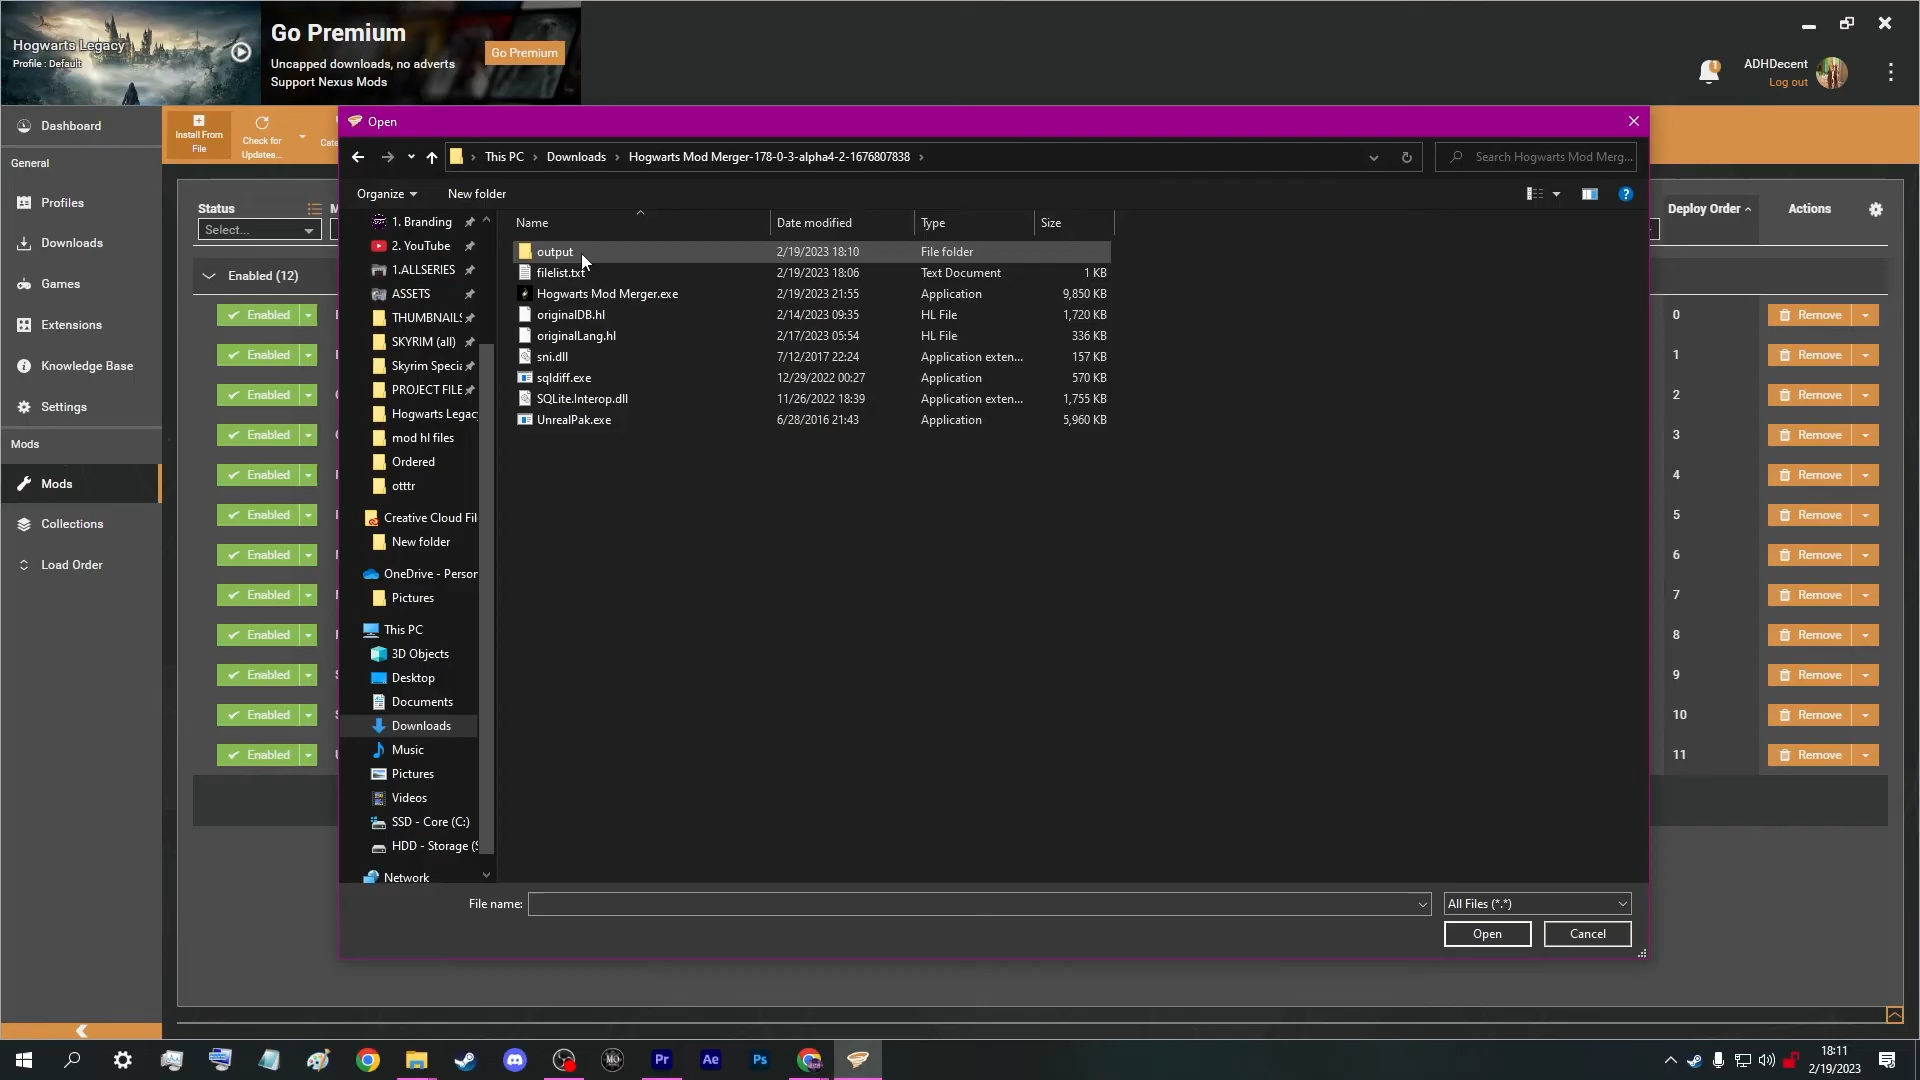 Hogwarts Legacy
Profile : Default
Go Premium
Uncapped downloads, no adverts
Support Nexus Mods
Go Premium
ADHDecent
Log out
Dashboard
General
Profiles
Downloads
Games
Extensions
Knowledge Base
Settings
Mods
Mods
Collections
Load Order
Install From
File
Check for
Updates...
Status
Select...
Enabled (12)
Enabled
Enabled
Enabled
Enabled
Enabled
Enabled
Enabled
Enabled
Enabled
Enabled
Enabled
Enabled
Open
This PC › Downloads › Hogwarts Mod Merger-178-0-3-alpha4-2-1676807838 ›
Search Hogwarts Mod Merg...
Organize
New folder
1. Branding
2. YouTube
1.ALLSERIES
ASSETS
THUMBNAILS
SKYRIM (all)
Skyrim Specia
PROJECT FILE
Hogwarts Legac
mod hl files
Ordered
otttr
Creative Cloud Fil
New folder
OneDrive - Person
Pictures
This PC
3D Objects
Desktop
Documents
Downloads
Music
Pictures
Videos
SSD - Core (C:)
HDD - Storage (S
Network
Name Date modified Type Size
output 2/19/2023 18:10 File folder
filelist.txt 2/19/2023 18:06 Text Document 1 KB
Hogwarts Mod Merger.exe 2/19/2023 21:55 Application 9,850 KB
originalDB.hl 2/14/2023 09:35 HL File 1,720 KB
originalLang.hl 2/17/2023 05:54 HL File 336 KB
sni.dll 7/12/2017 22:24 Application exten... 157 KB
sqldiff.exe 12/29/2022 00:27 Application 570 KB
SQLite.Interop.dll 11/26/2022 18:39 Application exten... 1,755 KB
UnrealPak.exe 6/28/2016 21:43 Application 5,960 KB
File name:
All Files (*.*)
Open
Cancel
Deploy Order Actions
0 Remove
1 Remove
2 Remove
3 Remove
4 Remove
5 Remove
6 Remove
7 Remove
8 Remove
9 Remove
10 Remove
11 Remove
MO
Pr
Ae
Ps
18:11
2/19/2023